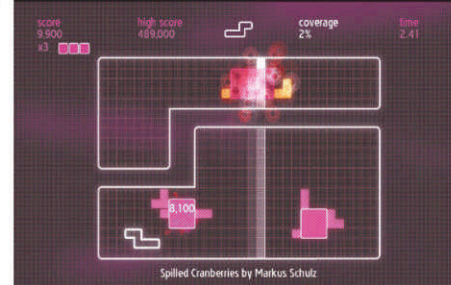 score
9,900
x3
high score
489,000
coverage
2%
time
2.41
8,100
Spilled Cranberries by Markus Schulz